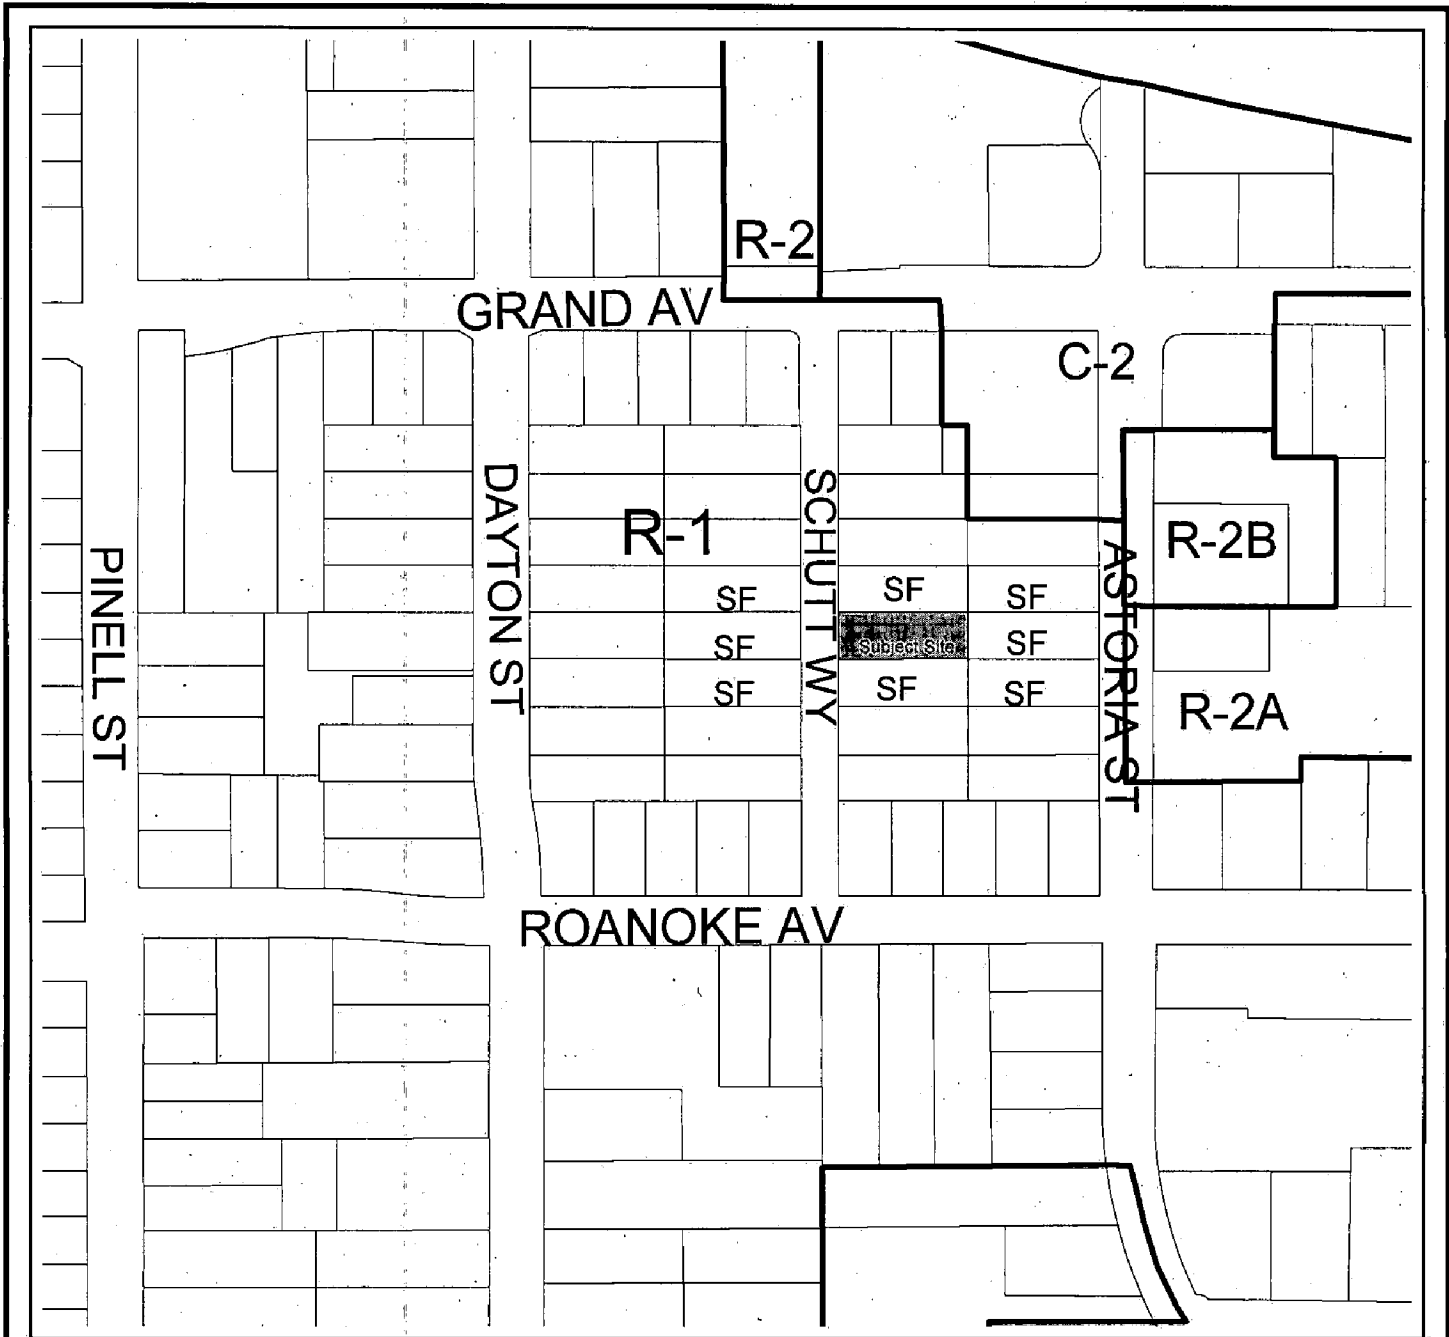 R-2
GRAND AV
C-2
R-1
R-2B
PINELL ST
DAYTON ST
SCHUTT WY
ASTORIA ST
SF
SF
SF
SF
Subject Site
SF
SF
SF
SF
R-2A
ROANOKE AV